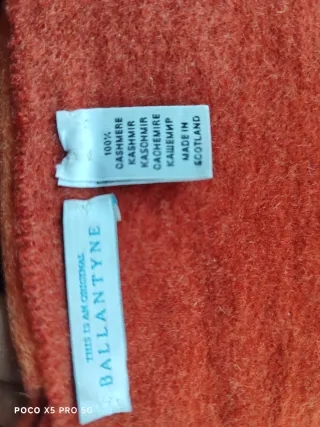 100%
CASHMERE
KASHMIR
KASCHMIR
CACHEMIRE
КАШЕМИР
MADE IN
SCOTLAND
THIS IS AN ORIGINAL
BALLANTYNE
POCO X5 PRO 5G